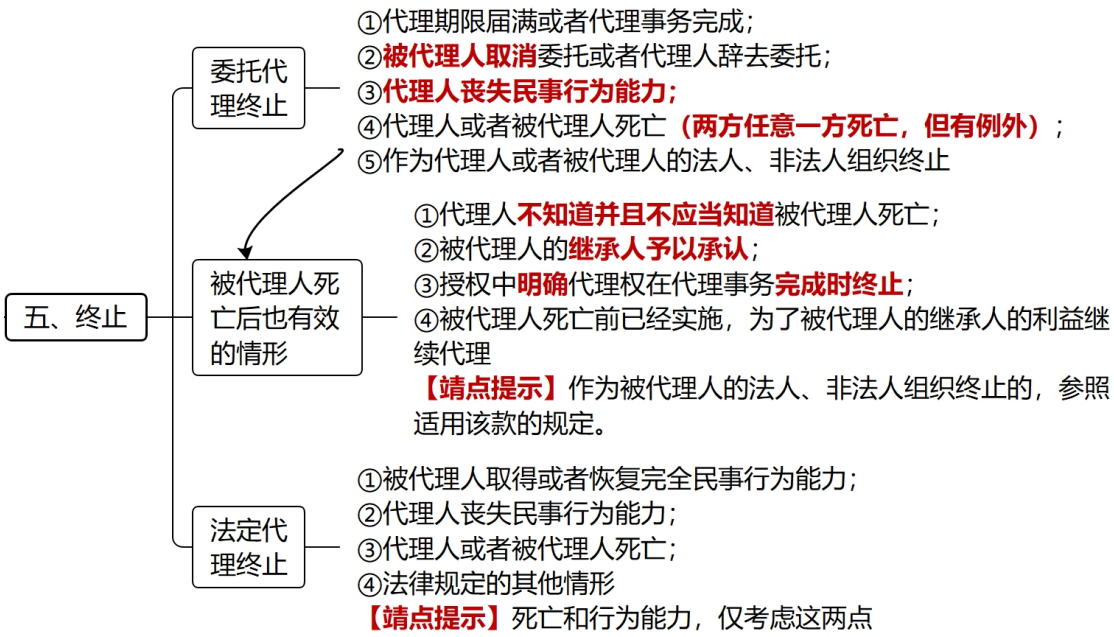 ①代理期限届满或者代理事务完成；
②被代理人取消委托或者代理人辞去委托；
③代理人丧失民事行为能力；
④代理人或者被代理人死亡（两方任意一方死亡，但有例外）；
⑤作为代理人或者被代理人的法人、非法人组织终止
委托代
理终止
①代理人不知道并且不应当知道被代理人死亡；
②被代理人的继承人予以承认；
③授权中明确代理权在代理事务完成时终止；
④被代理人死亡前已经实施，为了被代理人的继承人的利益继
续代理
【靖点提示】作为被代理人的法人、非法人组织终止的，参照
适用该款的规定。
被代理人死
亡后也有效
的情形
五、终止
①被代理人取得或者恢复完全民事行为能力；
②代理人丧失民事行为能力；
③代理人或者被代理人死亡；
④法律规定的其他情形
【靖点提示】死亡和行为能力，仅考虑这两点
法定代
理终止